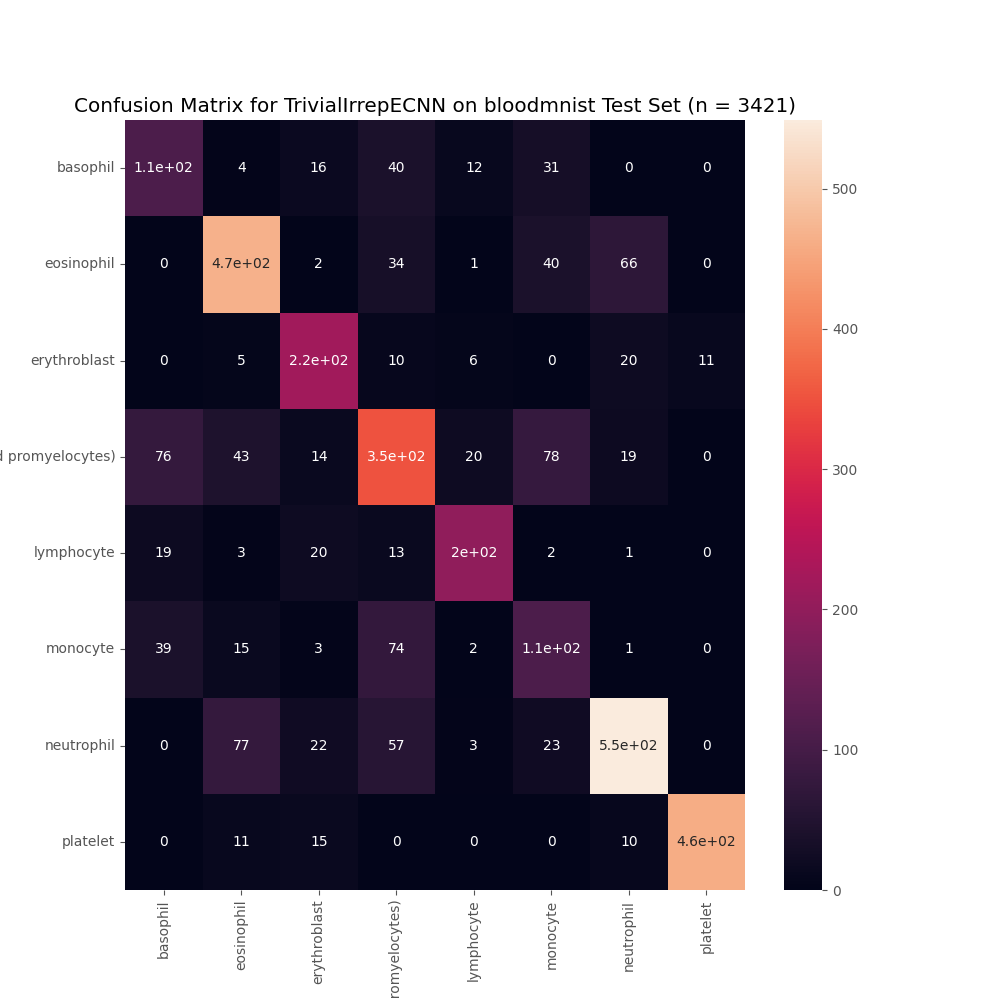 Confusion Matrix for TrivialIrrepECNN on bloodmnist Test Set (n = 3421)
basophil 1.1e+02 4 16 40 12 31 0 0
500
eosinophil 0 4.7e+02 2 34 1 40 66 0
400
erythroblast 0 5 2.2e+02 10 6 0 20 11
d promyelocytes) 76 43 14 3.5e+02 20 78 19 0
300
lymphocyte 19 3 20 13 2e+02 2 1 0
200
monocyte 39 15 3 74 2 1.1e+02 1 0
neutrophil 0 77 22 57 3 23 5.5e+02 0
100
platelet 0 11 15 0 0 0 10 4.6e+02
0
basophil
eosinophil
erythroblast
romyelocytes)
lymphocyte
monocyte
neutrophil
platelet